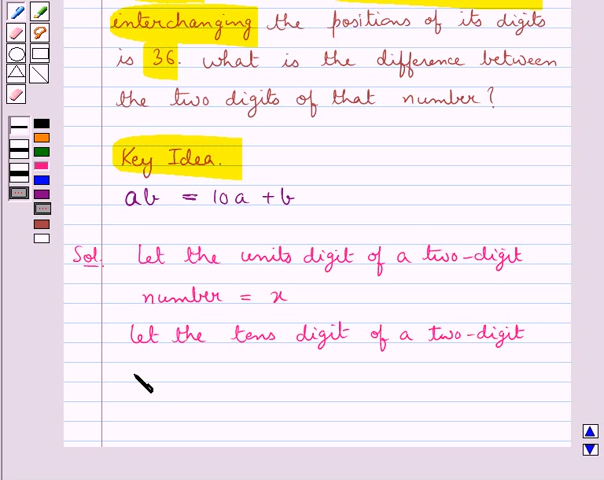 interchanging the positions of its digits
is 36. what is the difference between
the two digits of that number?
Key Idea.
ab = 10a + b
Sol. Let the units digit of a two-digit
number = x
Let the tens digit of a two-digit